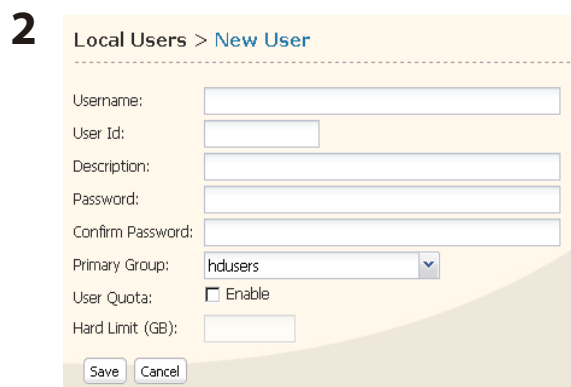 2
Local Users > New User
Username:
User Id:
Description:
Password:
Confirm Password:
Primary Group: hdusers
User Quota: Enable
Hard Limit (GB):
Save Cancel